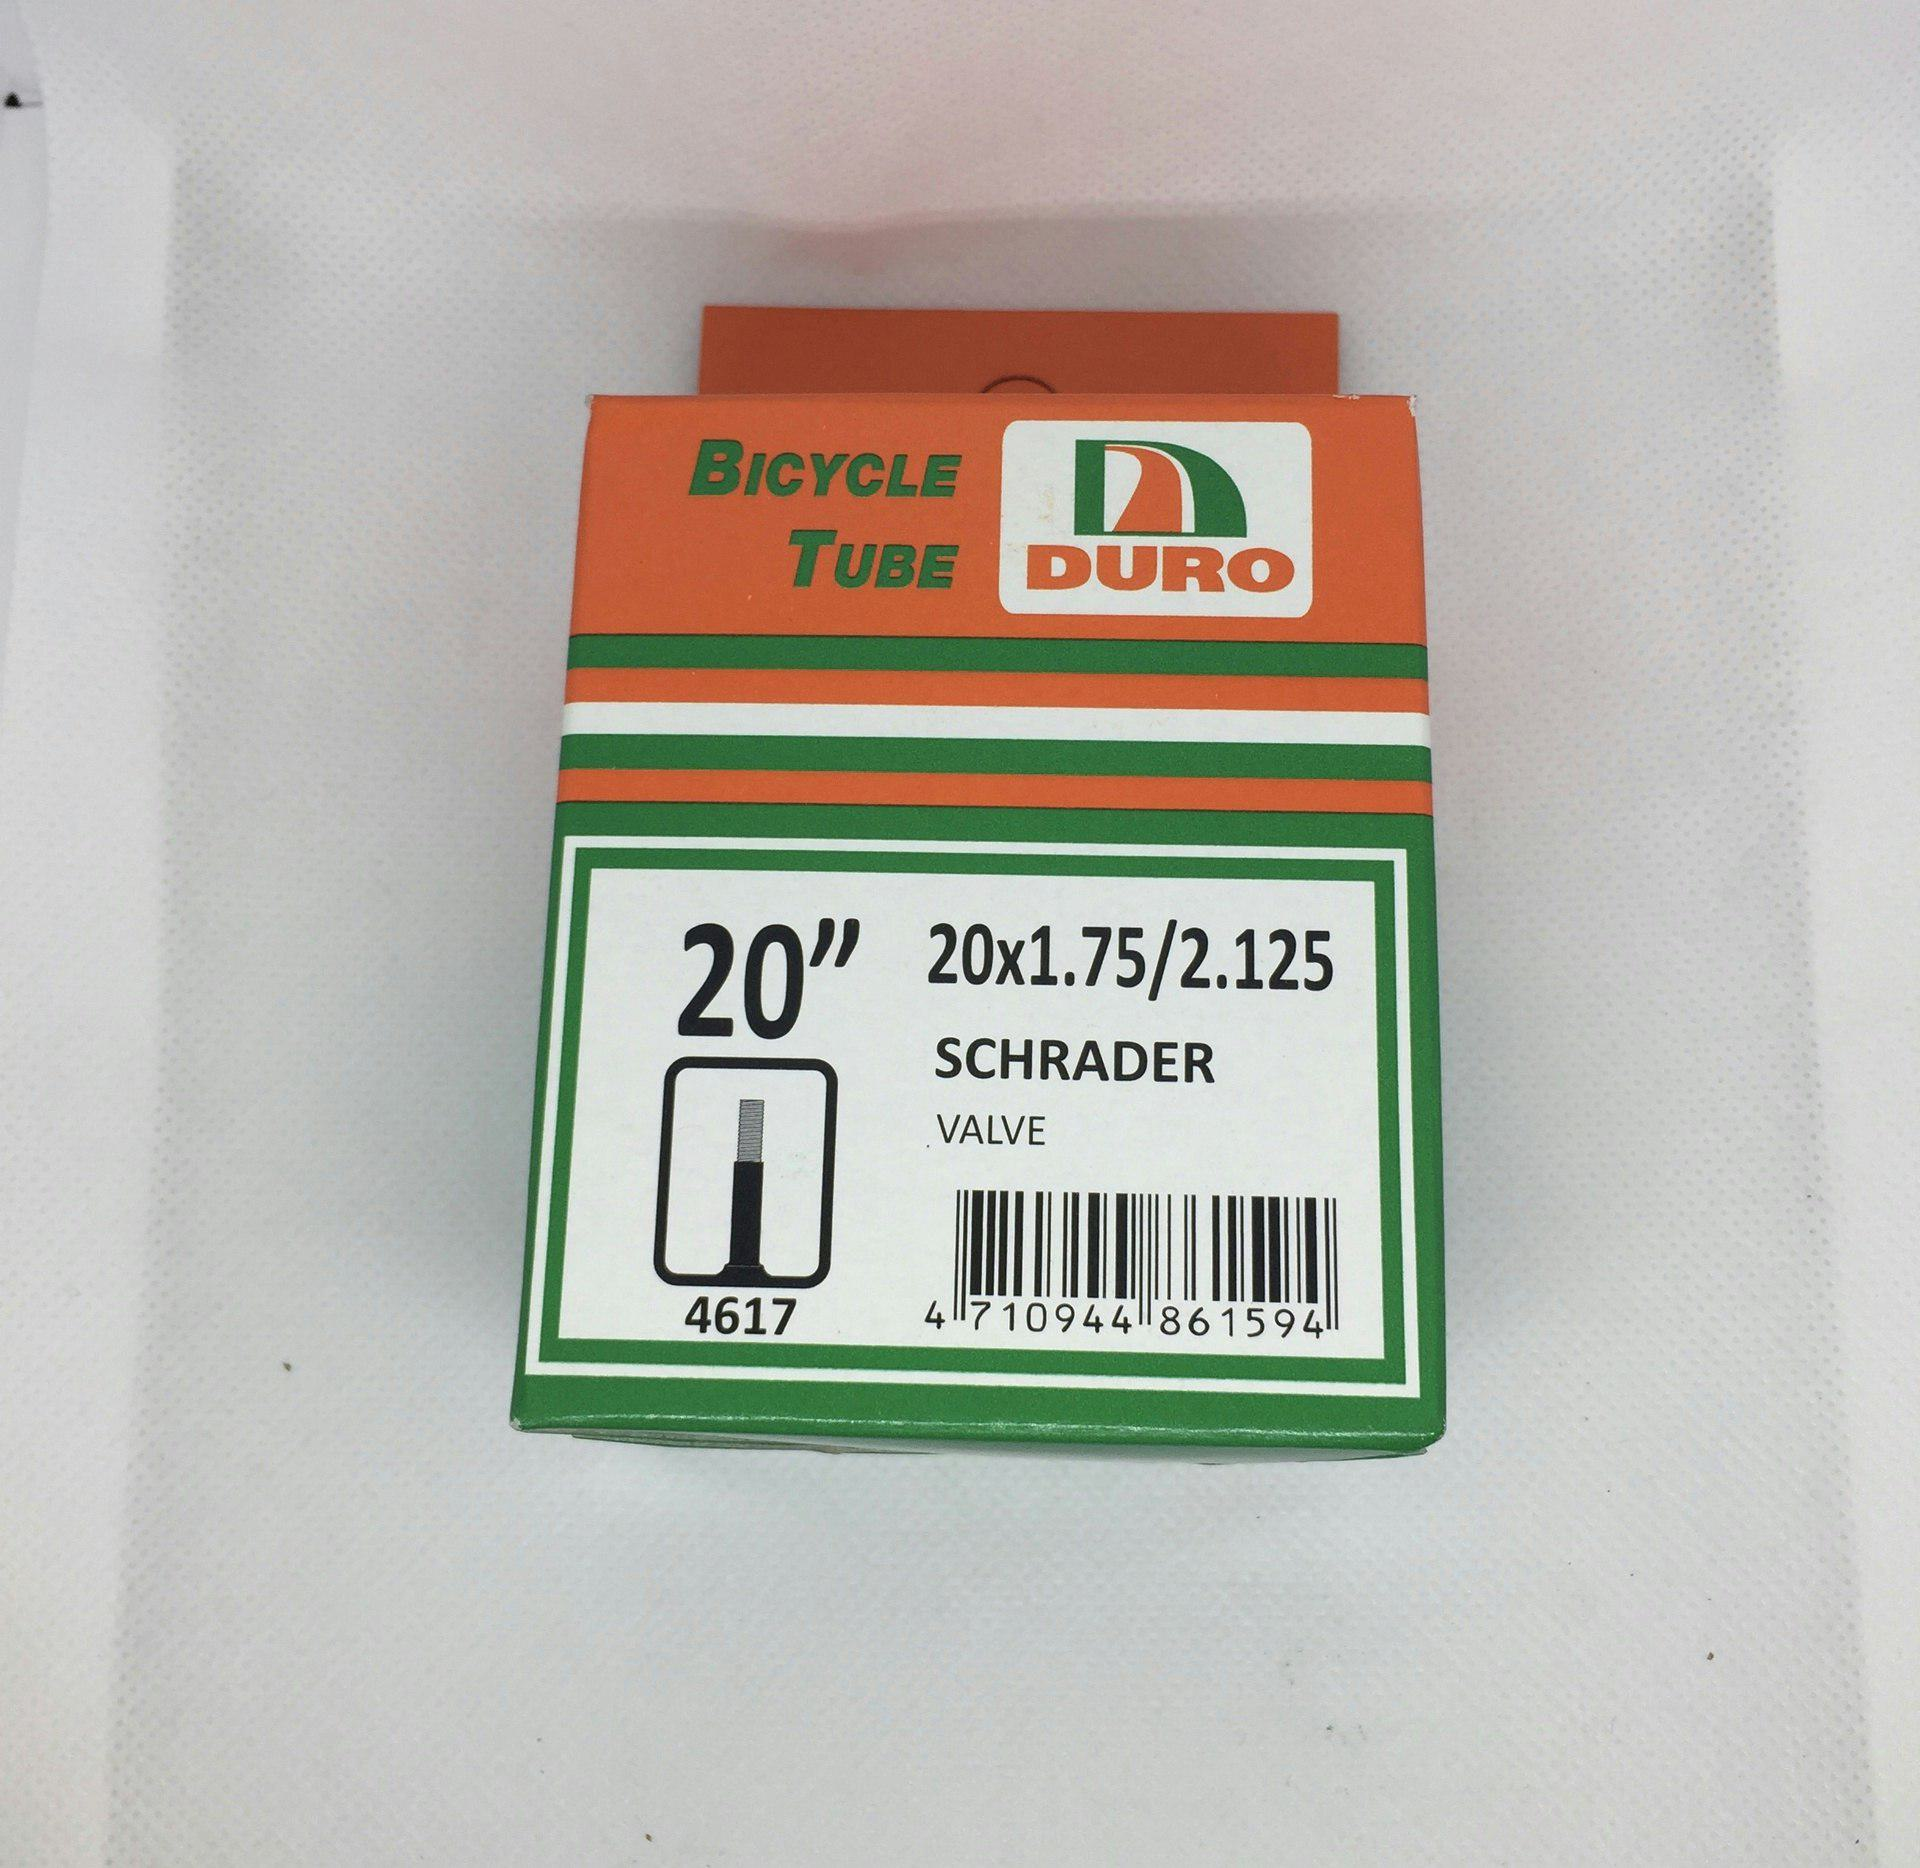 BICYCLE
TUBE
DURO
20”
20x1.75/2.125
SCHRADER
VALVE
4617
4 710944 861594